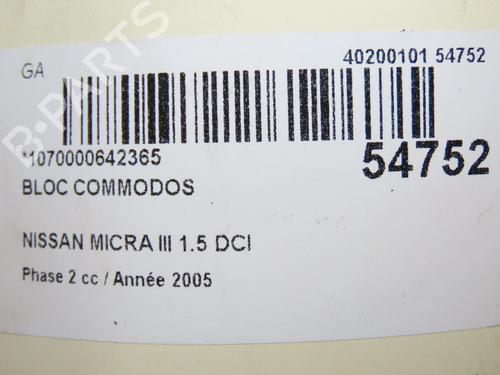 GA
40200101 54752
*1070000642365
54752
BLOC COMMODOS
NISSAN MICRA III 1.5 DCI
Phase 2 cc / Année 2005
B-PARTS